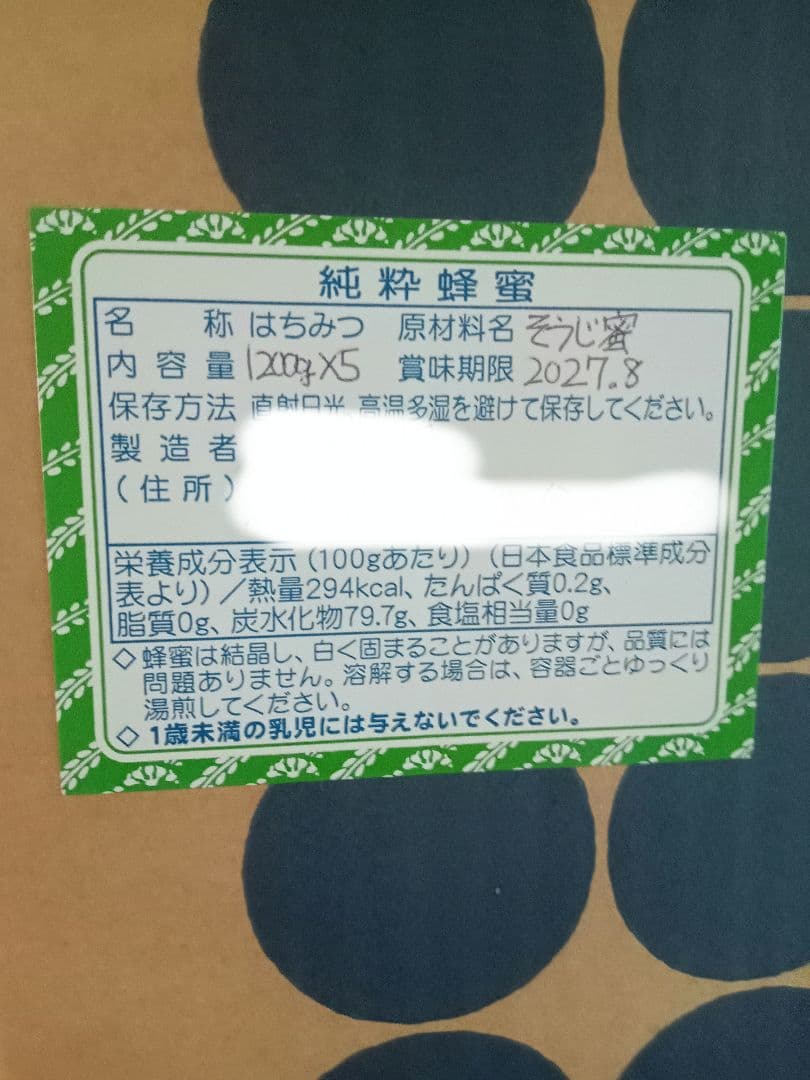 純粋蜂蜜
名称 はちみつ 原材料名 そうじ蜜
内容量 1200g×5 賞味期限 2027.8
保存方法 直射日光、高温多湿を避けて保存してください。
製造者
(住所)
栄養成分表示(100gあたり)(日本食品標準成分
表より)/熱量294kcal、たんぱく質0.2g、
脂質0g、炭水化物79.7g、食塩相当量0g
◇蜂蜜は結晶し、白く固まることがありますが、品質には
問題ありません。溶解する場合は、容器ごとゆっくり
湯煎してください。
◇1歳未満の乳児には与えないでください。